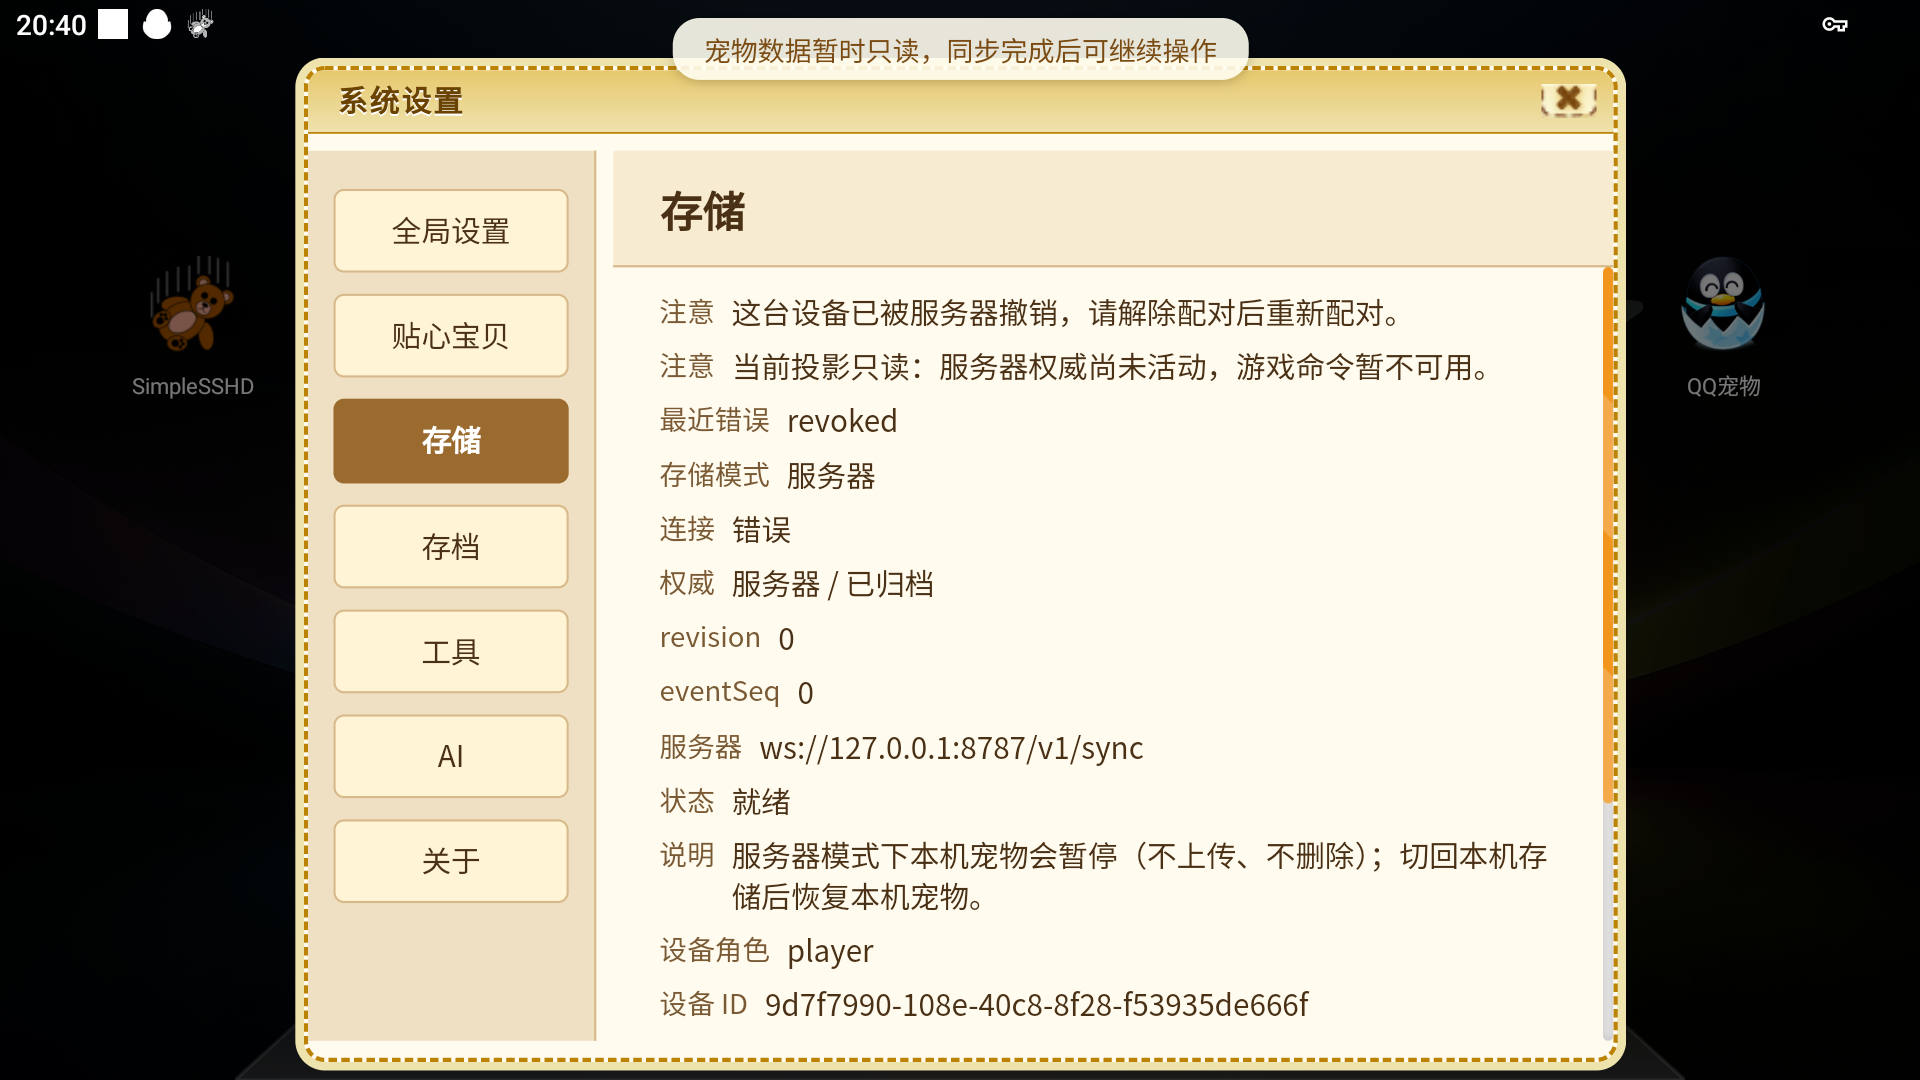 20:40
宠物数据暂时只读，同步完成后可继续操作
系统设置
全局设置
贴心宝贝
存储
存档
工具
AI
关于
SimpleSSHD
QQ宠物
存储
注意 这台设备已被服务器撤销，请解除配对后重新配对。
注意 当前投影只读：服务器权威尚未活动，游戏命令暂不可用。
最近错误 revoked
存储模式 服务器
连接 错误
权威 服务器 / 已归档
revision 0
eventSeq 0
服务器 ws://127.0.0.1:8787/v1/sync
状态 就绪
说明 服务器模式下本机宠物会暂停（不上传、不删除）；切回本机存
储后恢复本机宠物。
设备角色 player
设备 ID 9d7f7990-108e-40c8-8f28-f53935de666f